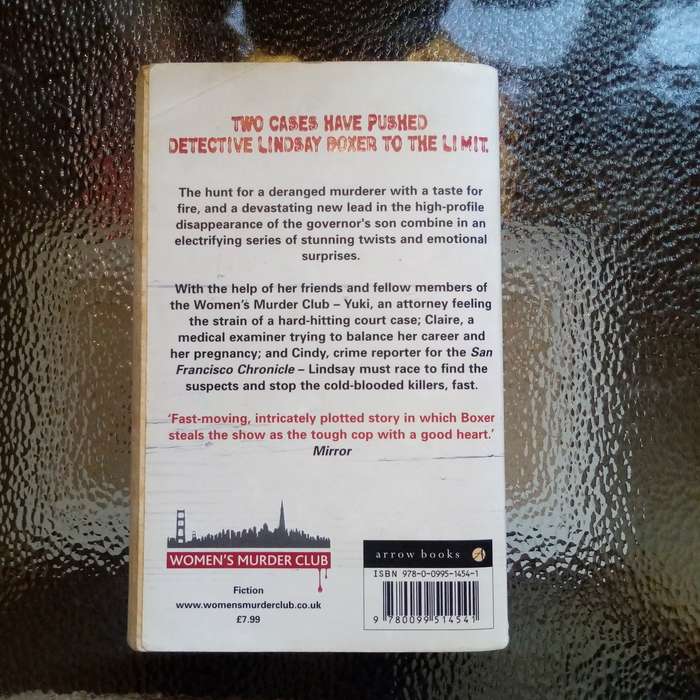 TWO CASES HAVE PUSHED
DETECTIVE LINDSAY BOXER TO THE LIMIT.
The hunt for a deranged murderer with a taste for
fire, and a devastating new lead in the high-profile
disappearance of the governor's son combine in an
electrifying series of stunning twists and emotional
surprises.
With the help of her friends and fellow members of
the Women's Murder Club – Yuki, an attorney feeling
the strain of a hard-hitting court case; Claire, a
medical examiner trying to balance her career and
her pregnancy; and Cindy, crime reporter for the San
Francisco Chronicle – Lindsay must race to find the
suspects and stop the cold-blooded killers, fast.
'Fast-moving, intricately plotted story in which Boxer
steals the show as the tough cop with a good heart.'
Mirror
WOMEN'S MURDER CLUB
Fiction
www.womensmurderclub.co.uk
£7.99
arrow books
A
ISBN 978-0-0995-1454-1
9 780099 514541